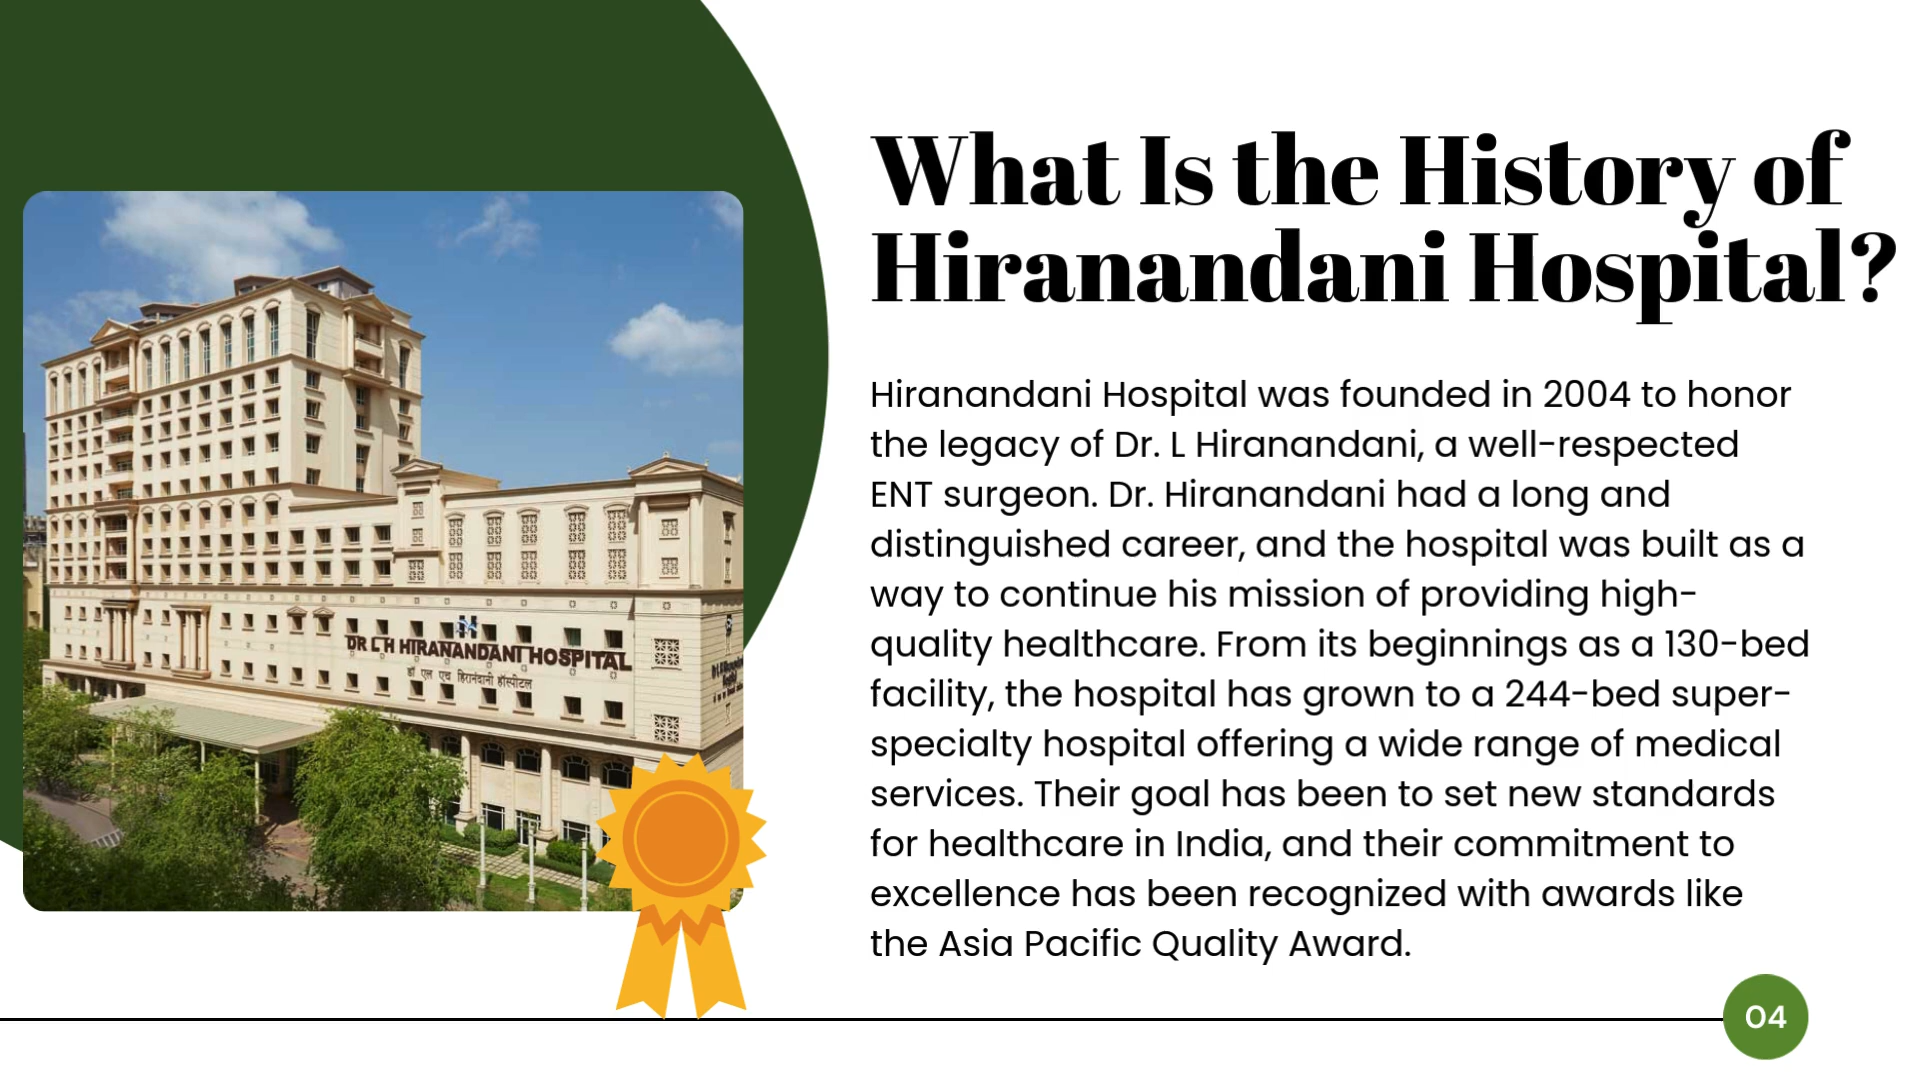 What Is the History of
Hiranandani Hospital?
Hiranandani Hospital was founded in 2004 to honor
the legacy of Dr. L Hiranandani, a well-respected
ENT surgeon. Dr. Hiranandani had a long and
distinguished career, and the hospital was built as a
way to continue his mission of providing high-
quality healthcare. From its beginnings as a 130-bed
facility, the hospital has grown to a 244-bed super-
specialty hospital offering a wide range of medical
services. Their goal has been to set new standards
for healthcare in India, and their commitment to
excellence has been recognized with awards like
the Asia Pacific Quality Award.
H
DR L H HIRANANDANI HOSPITAL
डॉ एल एच हिरानंदानी हॉस्पीटल
04